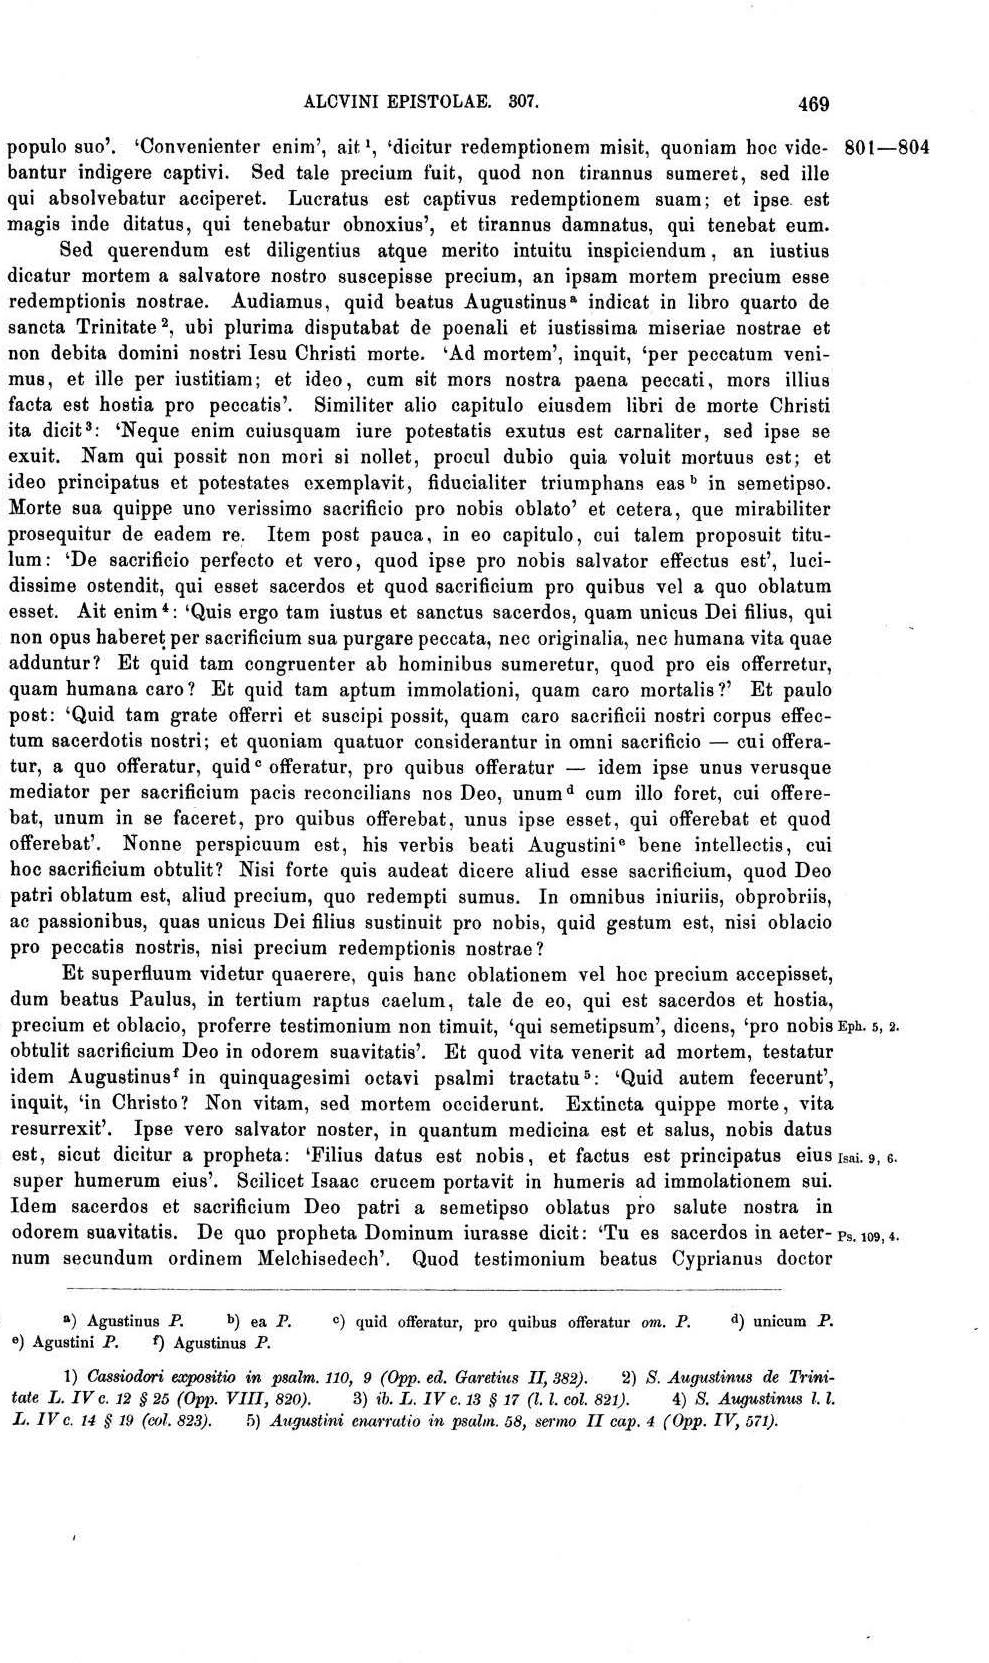 ALCVINI EPISTOLAE. 307. 469
populo suo’. ‘Convenienter enim’, ait ¹, ‘dicitur redemptionem misit, quoniam hoc vide- 801—804
bantur indigere captivi. Sed tale precium fuit, quod non tirannus sumeret, sed ille
qui absolvebatur acciperet. Lucratus est captivus redemptionem suam; et ipse est
magis inde ditatus, qui tenebatur obnoxius’, et tirannus damnatus, qui tenebat eum.
Sed querendum est diligentius atque merito intuitu inspiciendum, an iustius
dicatur mortem a salvatore nostro suscepisse precium, an ipsam mortem precium esse
redemptionis nostrae. Audiamus, quid beatus Augustinus ᵃ indicat in libro quarto de
sancta Trinitate ², ubi plurima disputabat de poenali et iustissima miseriae nostrae et
non debita domini nostri Iesu Christi morte. ‘Ad mortem’, inquit, ‘per peccatum veni-
mus, et ille per iustitiam; et ideo, cum sit mors nostra paena peccati, mors illius
facta est hostia pro peccatis’. Similiter alio capitulo eiusdem libri de morte Christi
ita dicit ³: ‘Neque enim cuiusquam iure potestatis exutus est carnaliter, sed ipse se
exuit. Nam qui possit non mori si nollet, procul dubio quia voluit mortuus est; et
ideo principatus et potestates exemplavit, fiducialiter triumphans eas ᵇ in semetipso.
Morte sua quippe uno verissimo sacrificio pro nobis oblato’ et cetera, que mirabiliter
prosequitur de eadem re. Item post pauca, in eo capitulo, cui talem proposuit titu-
lum: ‘De sacrificio perfecto et vero, quod ipse pro nobis salvator effectus est’, luci-
dissime ostendit, qui esset sacerdos et quod sacrificium pro quibus vel a quo oblatum
esset. Ait enim ⁴: ‘Quis ergo tam iustus et sanctus sacerdos, quam unicus Dei filius, qui
non opus haberet per sacrificium sua purgare peccata, nec originalia, nec humana vita quae
adduntur? Et quid tam congruenter ab hominibus sumeretur, quod pro eis offerretur,
quam humana caro? Et quid tam aptum immolationi, quam caro mortalis?’ Et paulo
post: ‘Quid tam grate offerri et suscipi possit, quam caro sacrificii nostri corpus effec-
tum sacerdotis nostri; et quoniam quatuor considerantur in omni sacrificio — cui offera-
tur, a quo offeratur, quid ᶜ offeratur, pro quibus offeratur — idem ipse unus verusque
mediator per sacrificium pacis reconcilians nos Deo, unum ᵈ cum illo foret, cui offere-
bat, unum in se faceret, pro quibus offerebat, unus ipse esset, qui offerebat et quod
offerebat’. Nonne perspicuum est, his verbis beati Augustini ᵉ bene intellectis, cui
hoc sacrificium obtulit? Nisi forte quis audeat dicere aliud esse sacrificium, quod Deo
patri oblatum est, aliud precium, quo redempti sumus. In omnibus iniuriis, obprobriis,
ac passionibus, quas unicus Dei filius sustinuit pro nobis, quid gestum est, nisi oblacio
pro peccatis nostris, nisi precium redemptionis nostrae?
Et superfluum videtur quaerere, quis hanc oblationem vel hoc precium accepisset,
dum beatus Paulus, in tertium raptus caelum, tale de eo, qui est sacerdos et hostia,
precium et oblacio, proferre testimonium non timuit, ‘qui semetipsum’, dicens, ‘pro nobis Eph. 5, 2.
obtulit sacrificium Deo in odorem suavitatis’. Et quod vita venerit ad mortem, testatur
idem Augustinus ᶠ in quinquagesimi octavi psalmi tractatu ⁵: ‘Quid autem fecerunt’,
inquit, ‘in Christo? Non vitam, sed mortem occiderunt. Extincta quippe morte, vita
resurrexit’. Ipse vero salvator noster, in quantum medicina est et salus, nobis datus
est, sicut dicitur a propheta: ‘Filius datus est nobis, et factus est principatus eius Isai. 9, 6.
super humerum eius’. Scilicet Isaac crucem portavit in humeris ad immolationem sui.
Idem sacerdos et sacrificium Deo patri a semetipso oblatus pro salute nostra in
odorem suavitatis. De quo propheta Dominum iurasse dicit: ‘Tu es sacerdos in aeter- Ps. 109, 4.
num secundum ordinem Melchisedech’. Quod testimonium beatus Cyprianus doctor
a) Agustinus P. b) ea P. c) quid offeratur, pro quibus offeratur om. P. d) unicum P.
e) Agustini P. f) Agustinus P.
1) Cassiodori expositio in psalm. 110, 9 (Opp. ed. Garetius II, 382). 2) S. Augustinus de Trini-
tate L. IV c. 12 § 25 (Opp. VIII, 820). 3) ib. L. IV c. 13 § 17 (l. l. col. 821). 4) S. Augustinus l. l.
L. IV c. 14 § 19 (col. 823). 5) Augustini enarratio in psalm. 58, sermo II cap. 4 (Opp. IV, 571).